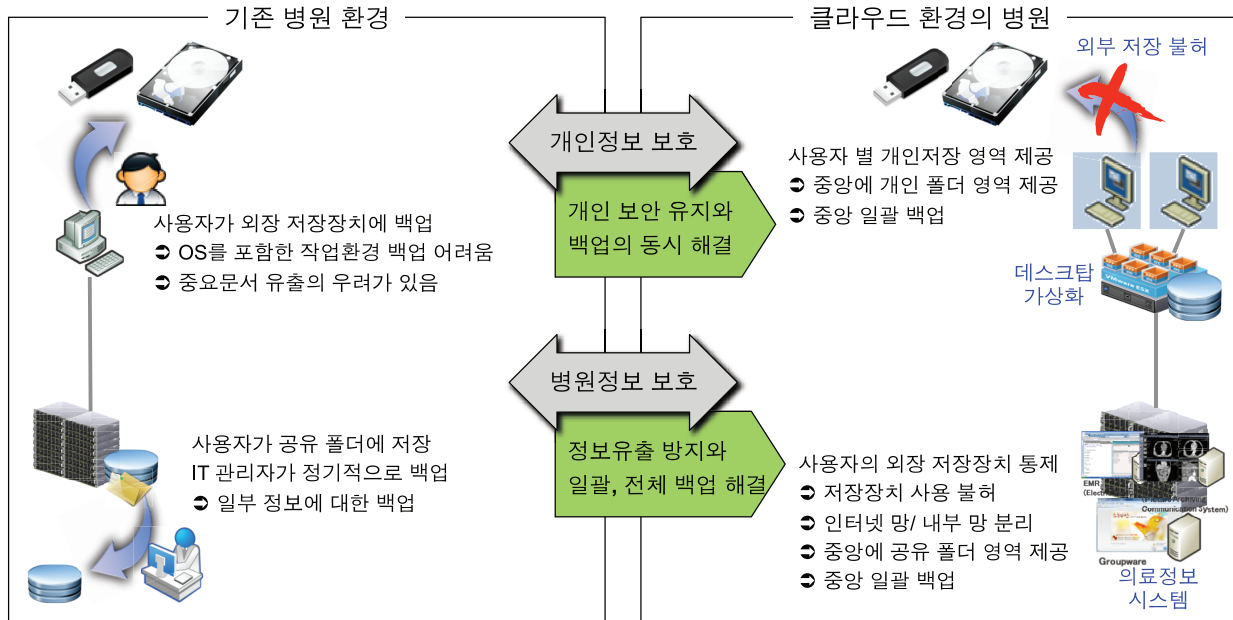 기존 병원 환경
사용자가 외장 저장장치에 백업
➲ OS를 포함한 작업환경 백업 어려움
➲ 중요문서 유출의 우려가 있음
사용자가 공유 폴더에 저장
IT 관리자가 정기적으로 백업
➲ 일부 정보에 대한 백업
개인정보 보호
개인 보안 유지와
백업의 동시 해결
병원정보 보호
정보유출 방지와
일괄, 전체 백업 해결
클라우드 환경의 병원
외부 저장 불허
사용자 별 개인저장 영역 제공
➲ 중앙에 개인 폴더 영역 제공
➲ 중앙 일괄 백업
데스크탑
가상화
VMware ESX
사용자의 외장 저장장치 통제
➲ 저장장치 사용 불허
➲ 인터넷 망/ 내부 망 분리
➲ 중앙에 공유 폴더 영역 제공
➲ 중앙 일괄 백업
EMR
Communication System)
Groupware
의료정보
시스템